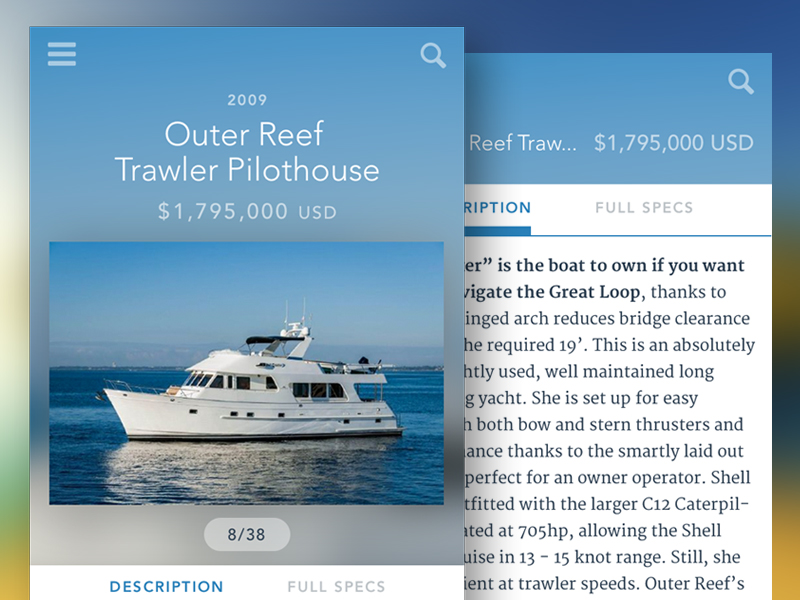 2009
Outer Reef
Trawler Pilothouse
$1,795,000 USD
8/38
DESCRIPTION
FULL SPECS
Reef Traw... $1,795,000 USD
RIPTION
FULL SPECS
er” is the boat to own if you want
vigate the Great Loop, thanks to
inged arch reduces bridge clearance
he required 19’. This is an absolutely
htly used, well maintained long
g yacht. She is set up for easy
h both bow and stern thrusters and
ance thanks to the smartly laid out
perfect for an owner operator. Shell
tfitted with the larger C12 Caterpil-
ated at 705hp, allowing the Shell
uise in 13 - 15 knot range. Still, she
ient at trawler speeds. Outer Reef’s